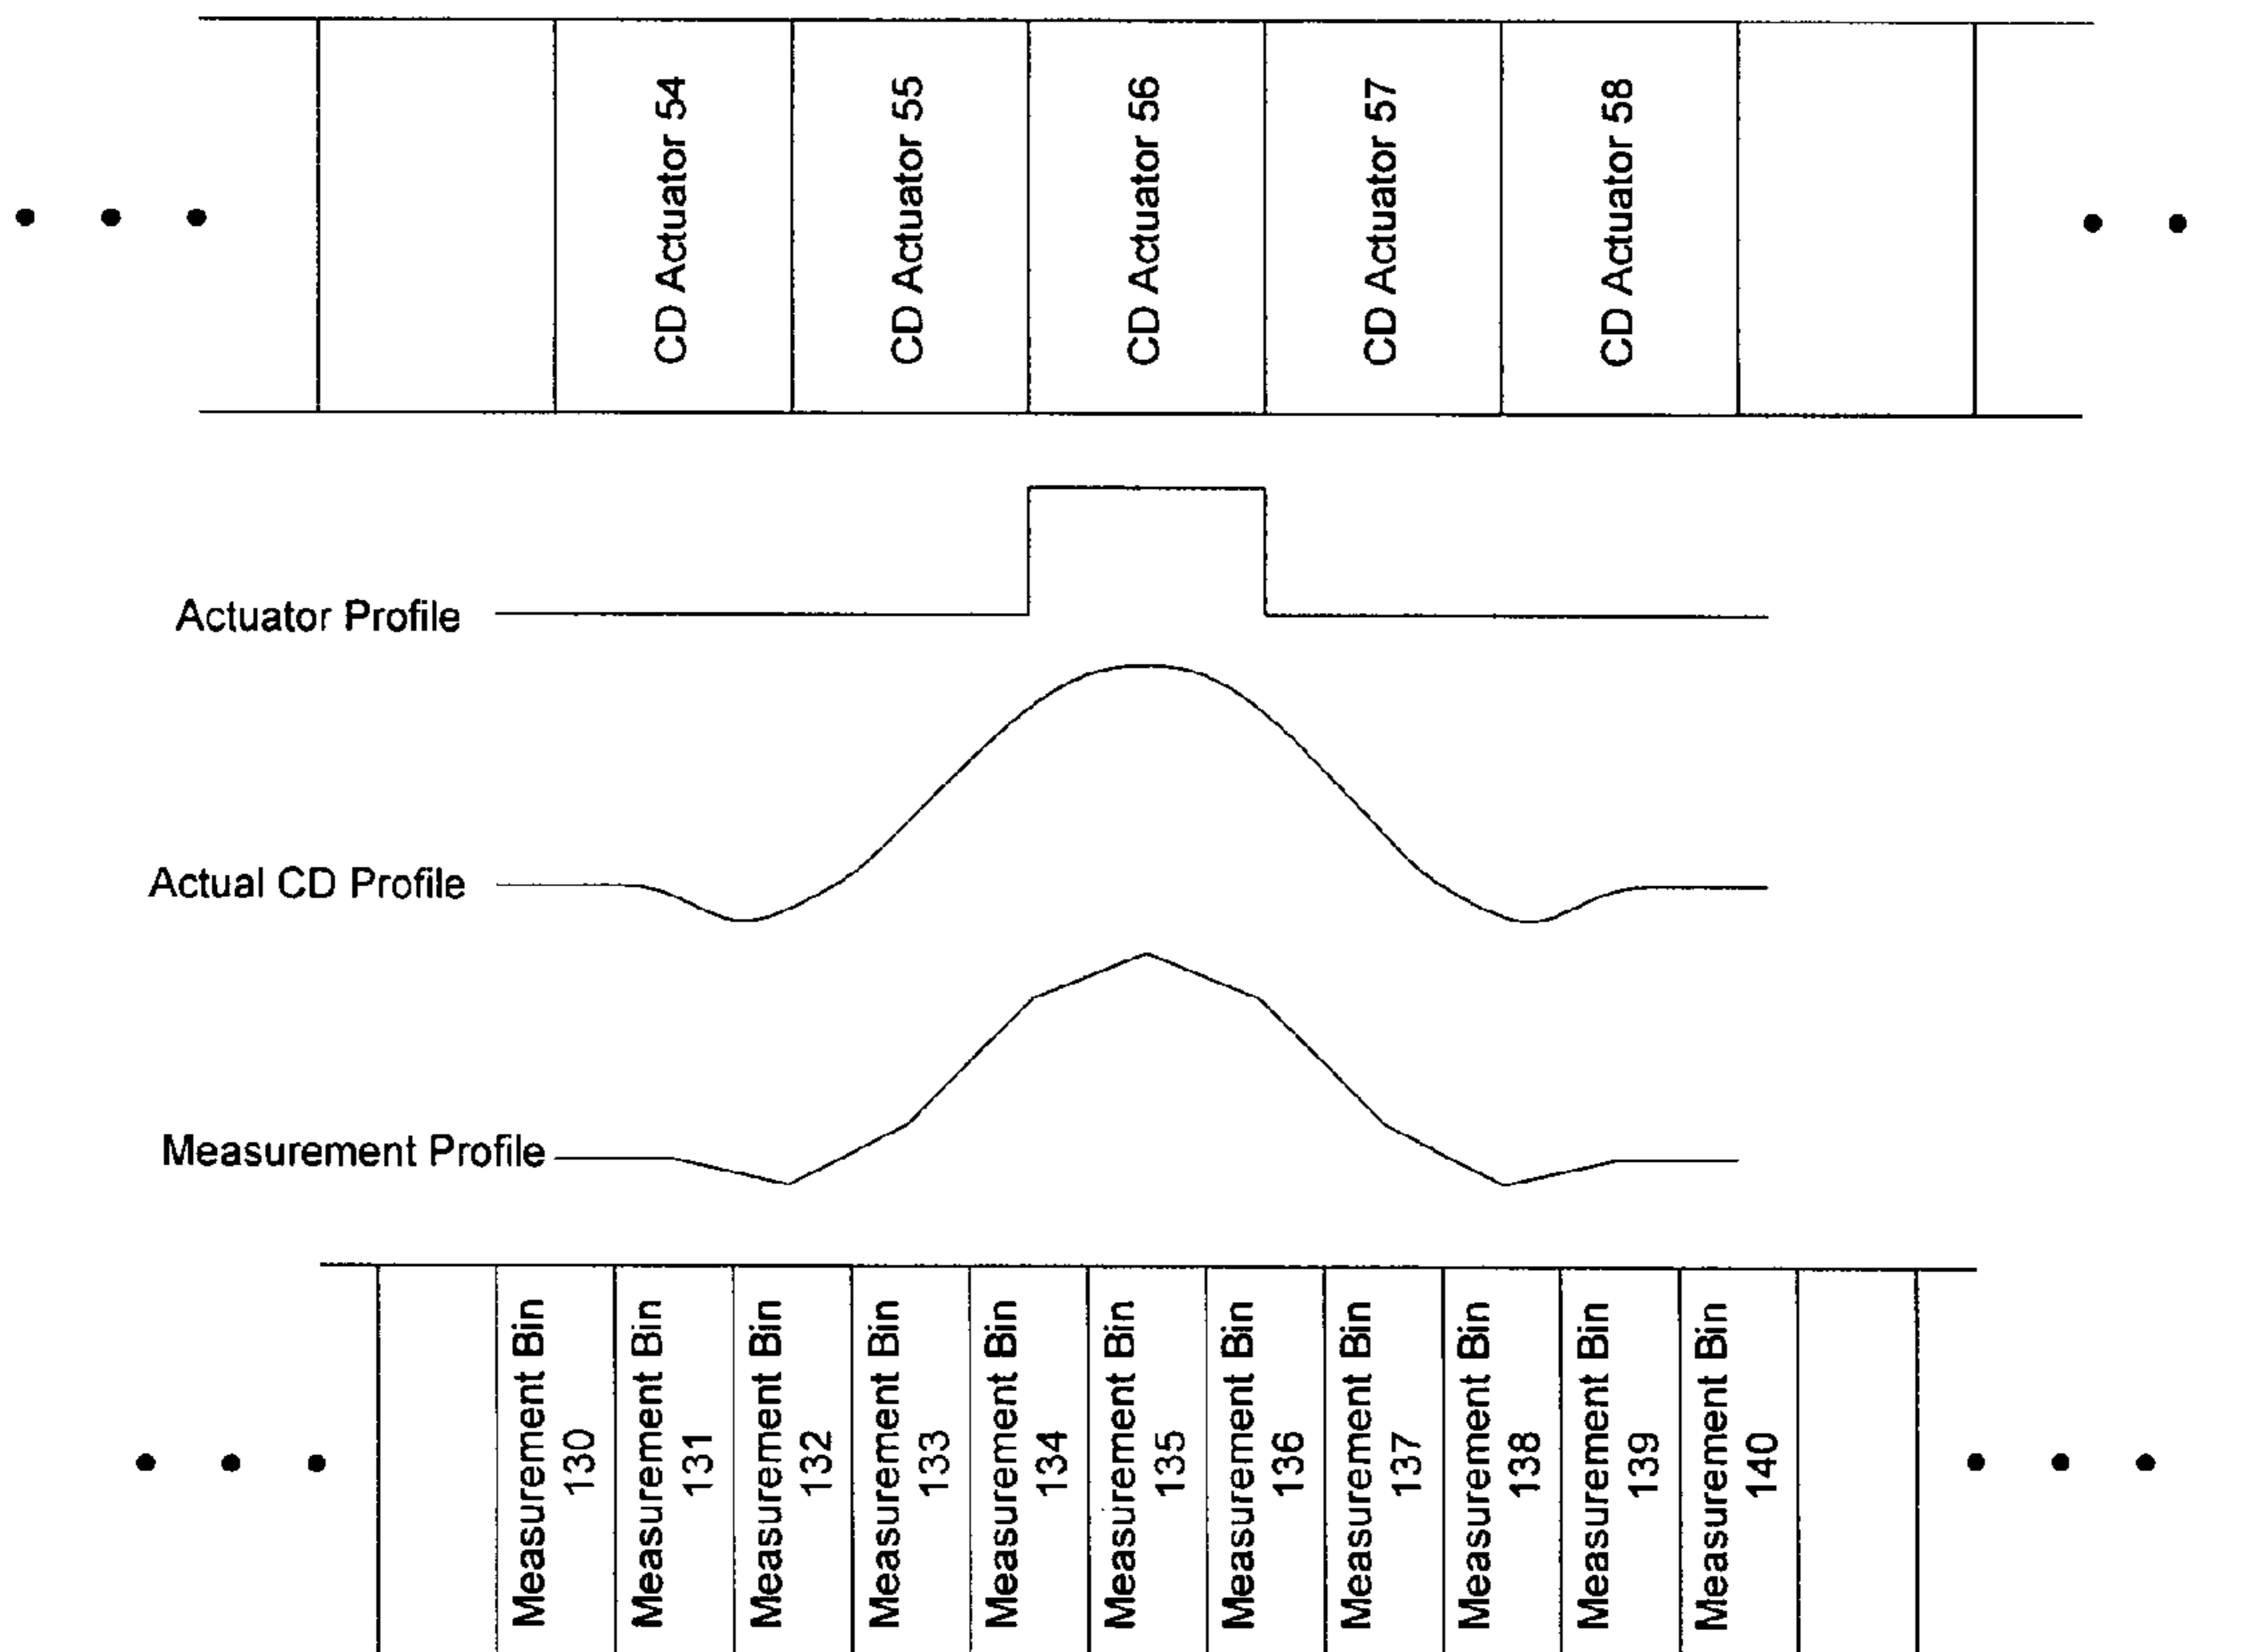 CD Actuator 54
CD Actuator 55
CD Actuator 56
CD Actuator 57
CD Actuator 58
Actuator Profile
Actual CD Profile
Measurement Profile
Measurement Bin
130
Measurement Bin
131
Measurement Bin
132
Measurement Bin
133
Measurement Bin
134
Measurement Bin
135
Measurement Bin
136
Measurement Bin
137
Measurement Bin
138
Measurement Bin
139
Measurement Bin
140